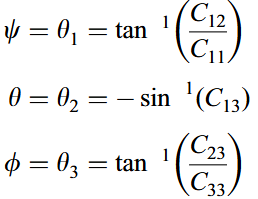 ψ = θ₁ = tan ¹(C₁₂/C₁₁)
θ = θ₂ = − sin ¹(C₁₃)
ϕ = θ₃ = tan ¹(C₂₃/C₃₃)